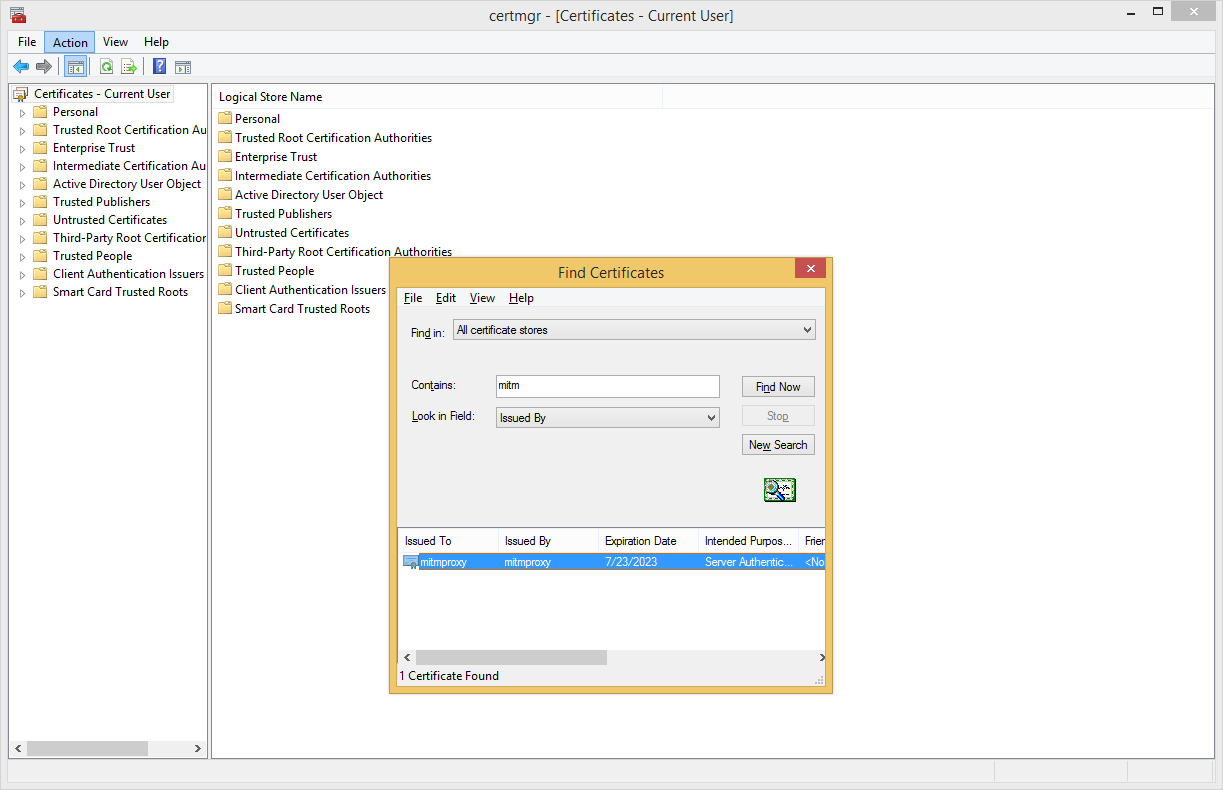 certmgr - [Certificates - Current User]
File Action View Help
Certificates - Current User
Personal
Trusted Root Certification Au
Enterprise Trust
Intermediate Certification Au
Active Directory User Object
Trusted Publishers
Untrusted Certificates
Third-Party Root Certification
Trusted People
Client Authentication Issuers
Smart Card Trusted Roots
Logical Store Name
Personal
Trusted Root Certification Authorities
Enterprise Trust
Intermediate Certification Authorities
Active Directory User Object
Trusted Publishers
Untrusted Certificates
Third-Party Root Certification Authorities
Trusted People
Client Authentication Issuers
Smart Card Trusted Roots
Find Certificates
File Edit View Help
Find in: All certificate stores
Contains: mitm Find Now
Look in Field: Issued By Stop
New Search
Issued To Issued By Expiration Date Intended Purpos... Frien
mitmproxy mitmproxy 7/23/2023 Server Authentic... <No
1 Certificate Found